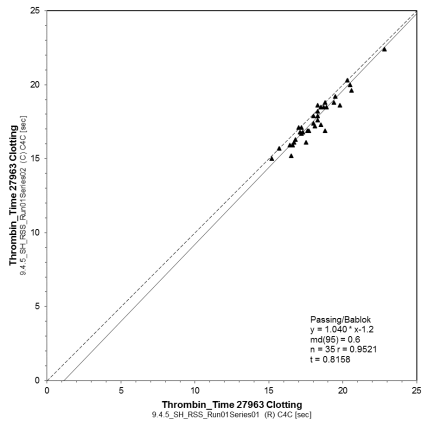 25
20
15
10
5
0
Thrombin_Time 27963 Clotting
9.4.5_SH_RSS_Run01Series02 (C) C4C [sec]
Passing/Bablok
y = 1.040 * x-1.2
md(95) = 0.6
n = 35 r = 0.9521
t = 0.8158
0 5 10 15 20 25
Thrombin_Time 27963 Clotting
9.4.5_SH_RSS_Run01Series01 (R) C4C [sec]